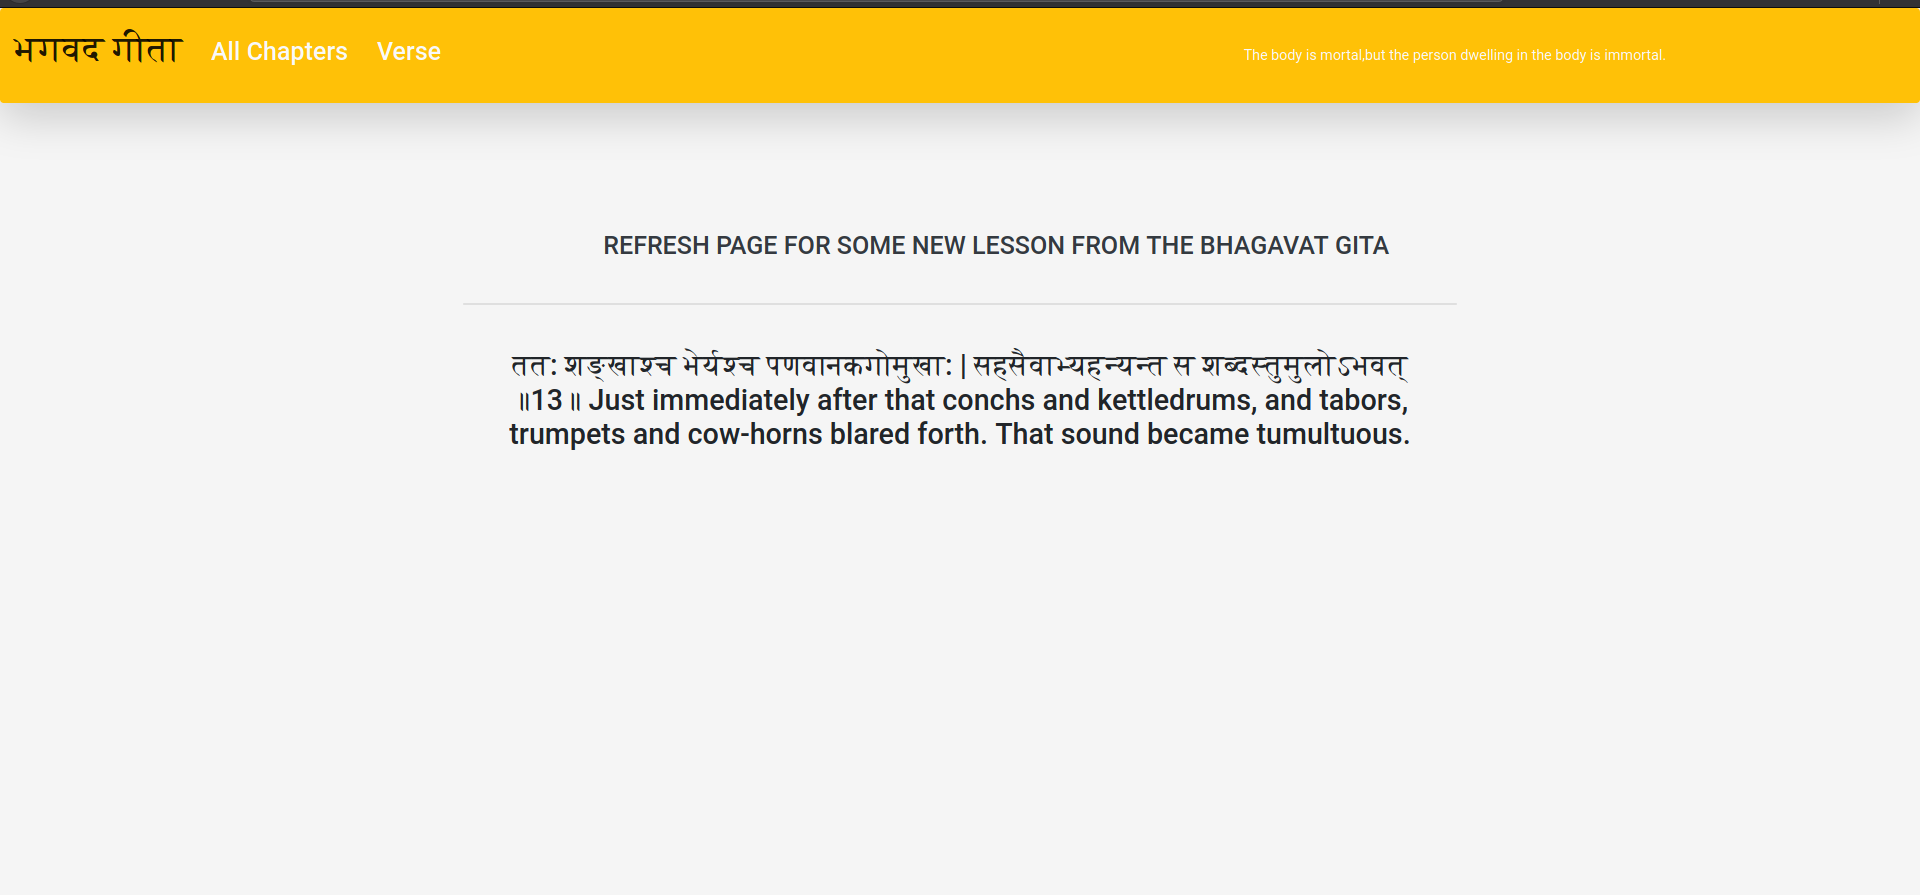 भगवद गीता All Chapters Verse The body is mortal,but the person dwelling in the body is immortal.
REFRESH PAGE FOR SOME NEW LESSON FROM THE BHAGAVAT GITA
तत: शङ्खाश्च भेर्यश्च पणवानकगोमुखा: | सहसैवाभ्यहन्यन्त स शब्दस्तुमुलोऽभवत्
॥13॥ Just immediately after that conchs and kettledrums, and tabors,
trumpets and cow-horns blared forth. That sound became tumultuous.